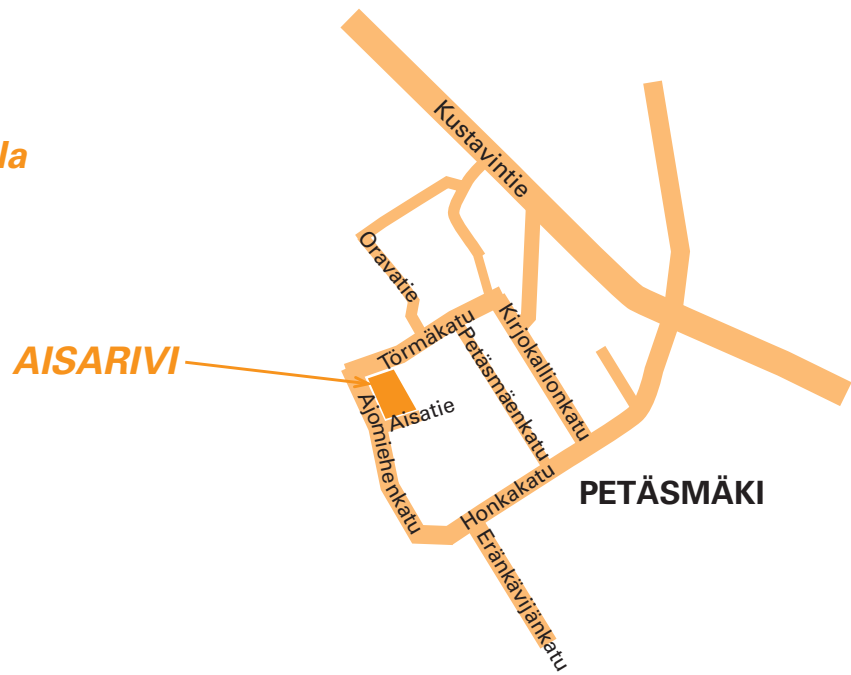 Kustavintie
la
Oravatie
Törmäkatu
Kirjokallionkatu
Petäsmäenkatu
AISARIVI
Aisatie
Ajomiehenkatu
Honkakatu
PETÄSMÄKI
Eränkävijänkatu